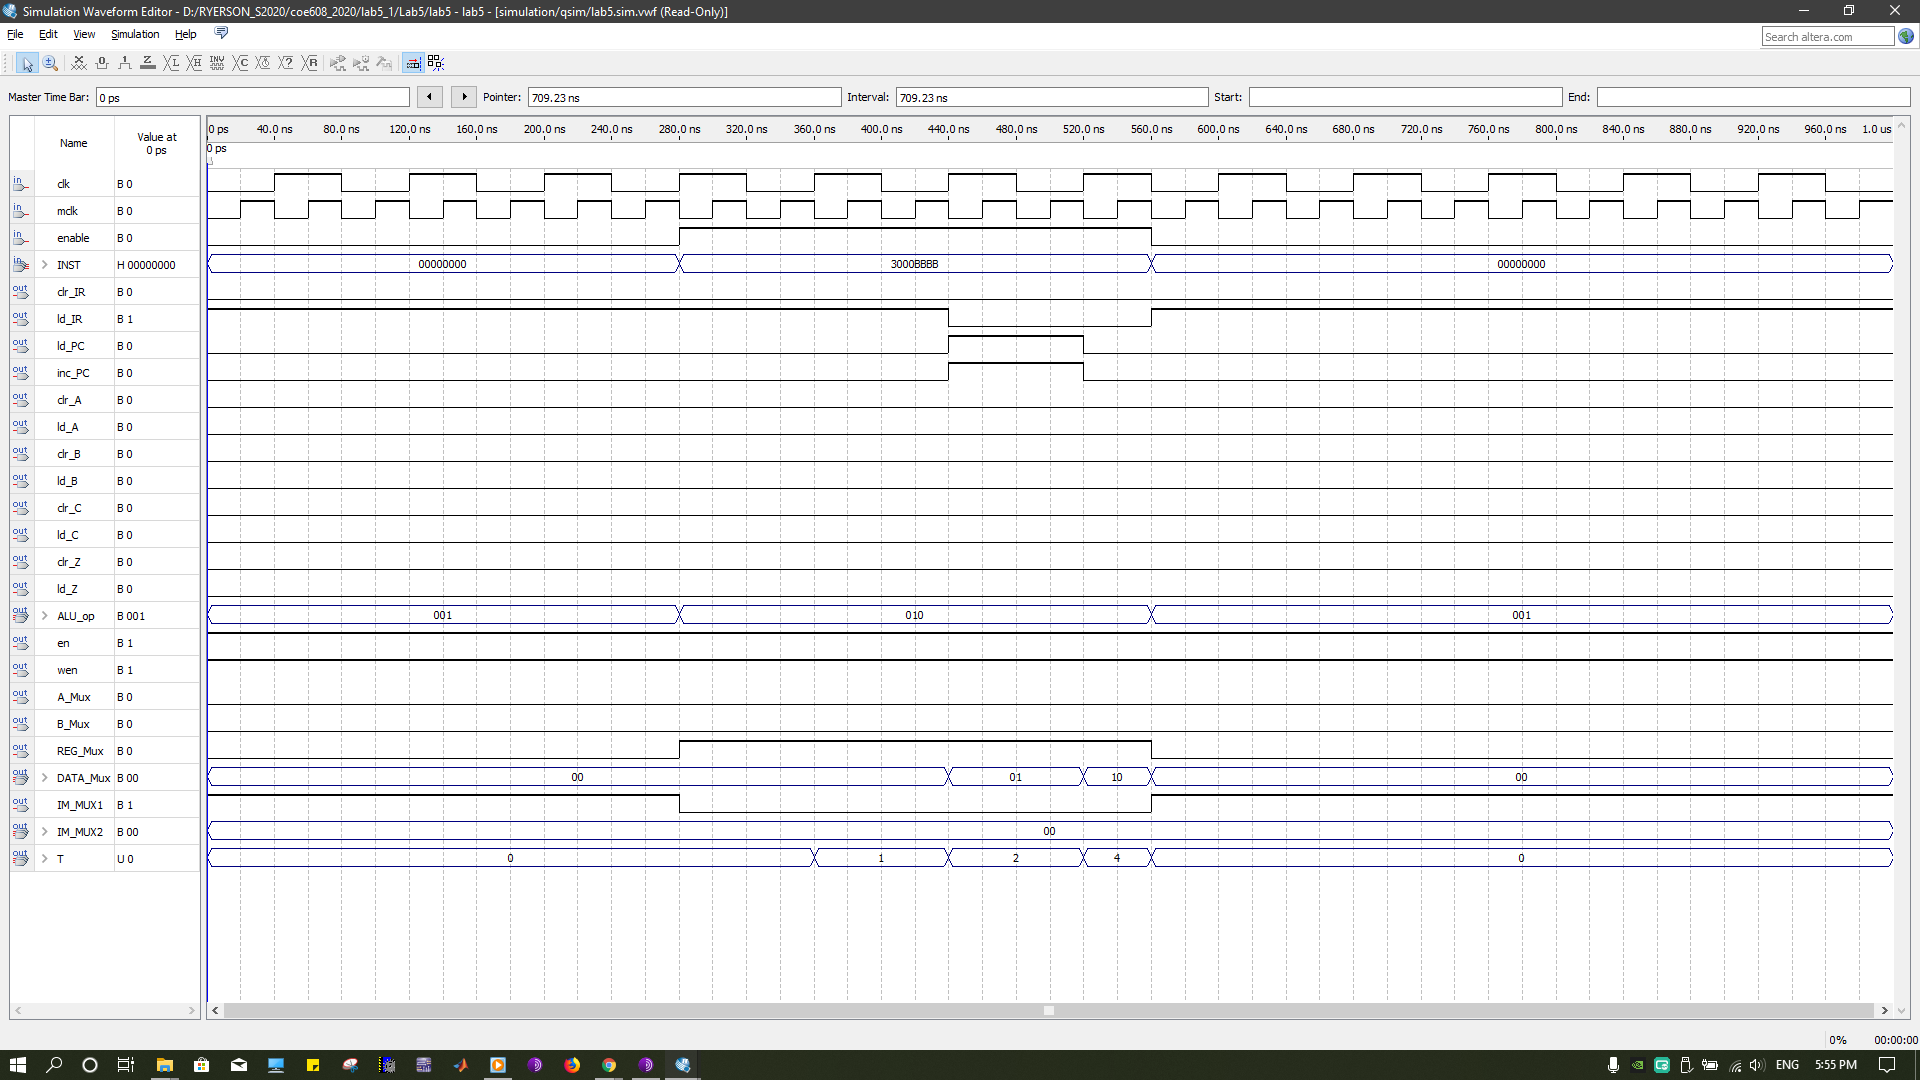 Simulation Waveform Editor - D:/RYERSON_S2020/coe608_2020/lab5_1/Lab5/lab5 - lab5 - [simulation/qsim/lab5.sim.vwf (Read-Only)]
File Edit View Simulation Help
Search altera.com
Master Time Bar: 0 ps Pointer: 709.23 ns Interval: 709.23 ns Start: End:
Name Value at 0 ps
0 ps 40.0 ns 80.0 ns 120.0 ns 160.0 ns 200.0 ns 240.0 ns 280.0 ns 320.0 ns 360.0 ns 400.0 ns 440.0 ns 480.0 ns 520.0 ns 560.0 ns 600.0 ns 640.0 ns 680.0 ns 720.0 ns 760.0 ns 800.0 ns 840.0 ns 880.0 ns 920.0 ns 960.0 ns 1.0 us
0 ps
in clk B 0
in mclk B 0
in enable B 0
in INST H 00000000 00000000 3000BBBB 00000000
out clr_IR B 0
out ld_IR B 1
out ld_PC B 0
out inc_PC B 0
out clr_A B 0
out ld_A B 0
out clr_B B 0
out ld_B B 0
out clr_C B 0
out ld_C B 0
out clr_Z B 0
out ld_Z B 0
out ALU_op B 001 001 010 001
out en B 1
out wen B 1
out A_Mux B 0
out B_Mux B 0
out REG_Mux B 0
out DATA_Mux B 00 00 01 10 00
out IM_MUX1 B 1
out IM_MUX2 B 00 00
out T U 0 0 1 2 4 0
0% 00:00:00
ENG 5:55 PM